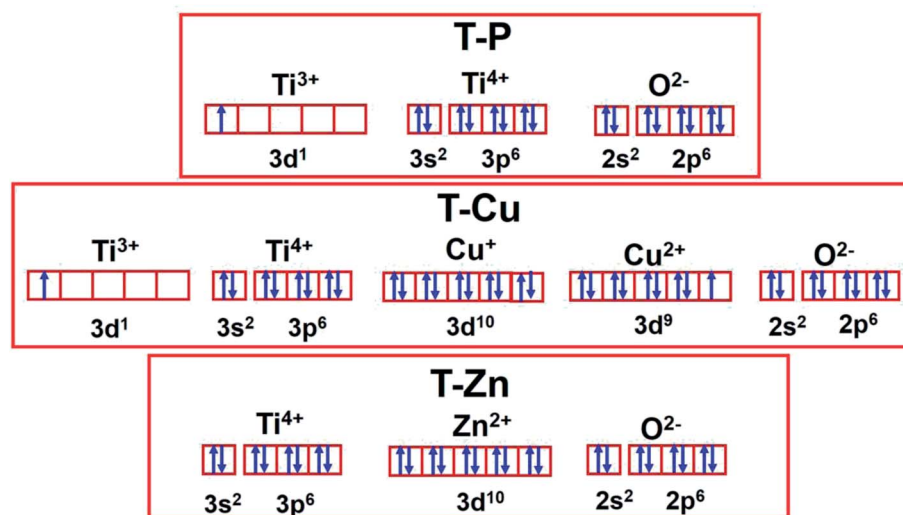 T-P
Ti³⁺ Ti⁴⁺ O²⁻
3d¹ 3s² 3p⁶ 2s² 2p⁶
T-Cu
Ti³⁺ Ti⁴⁺ Cu⁺ Cu²⁺ O²⁻
3d¹ 3s² 3p⁶ 3d¹⁰ 3d⁹ 2s² 2p⁶
T-Zn
Ti⁴⁺ Zn²⁺ O²⁻
3s² 3p⁶ 3d¹⁰ 2s² 2p⁶